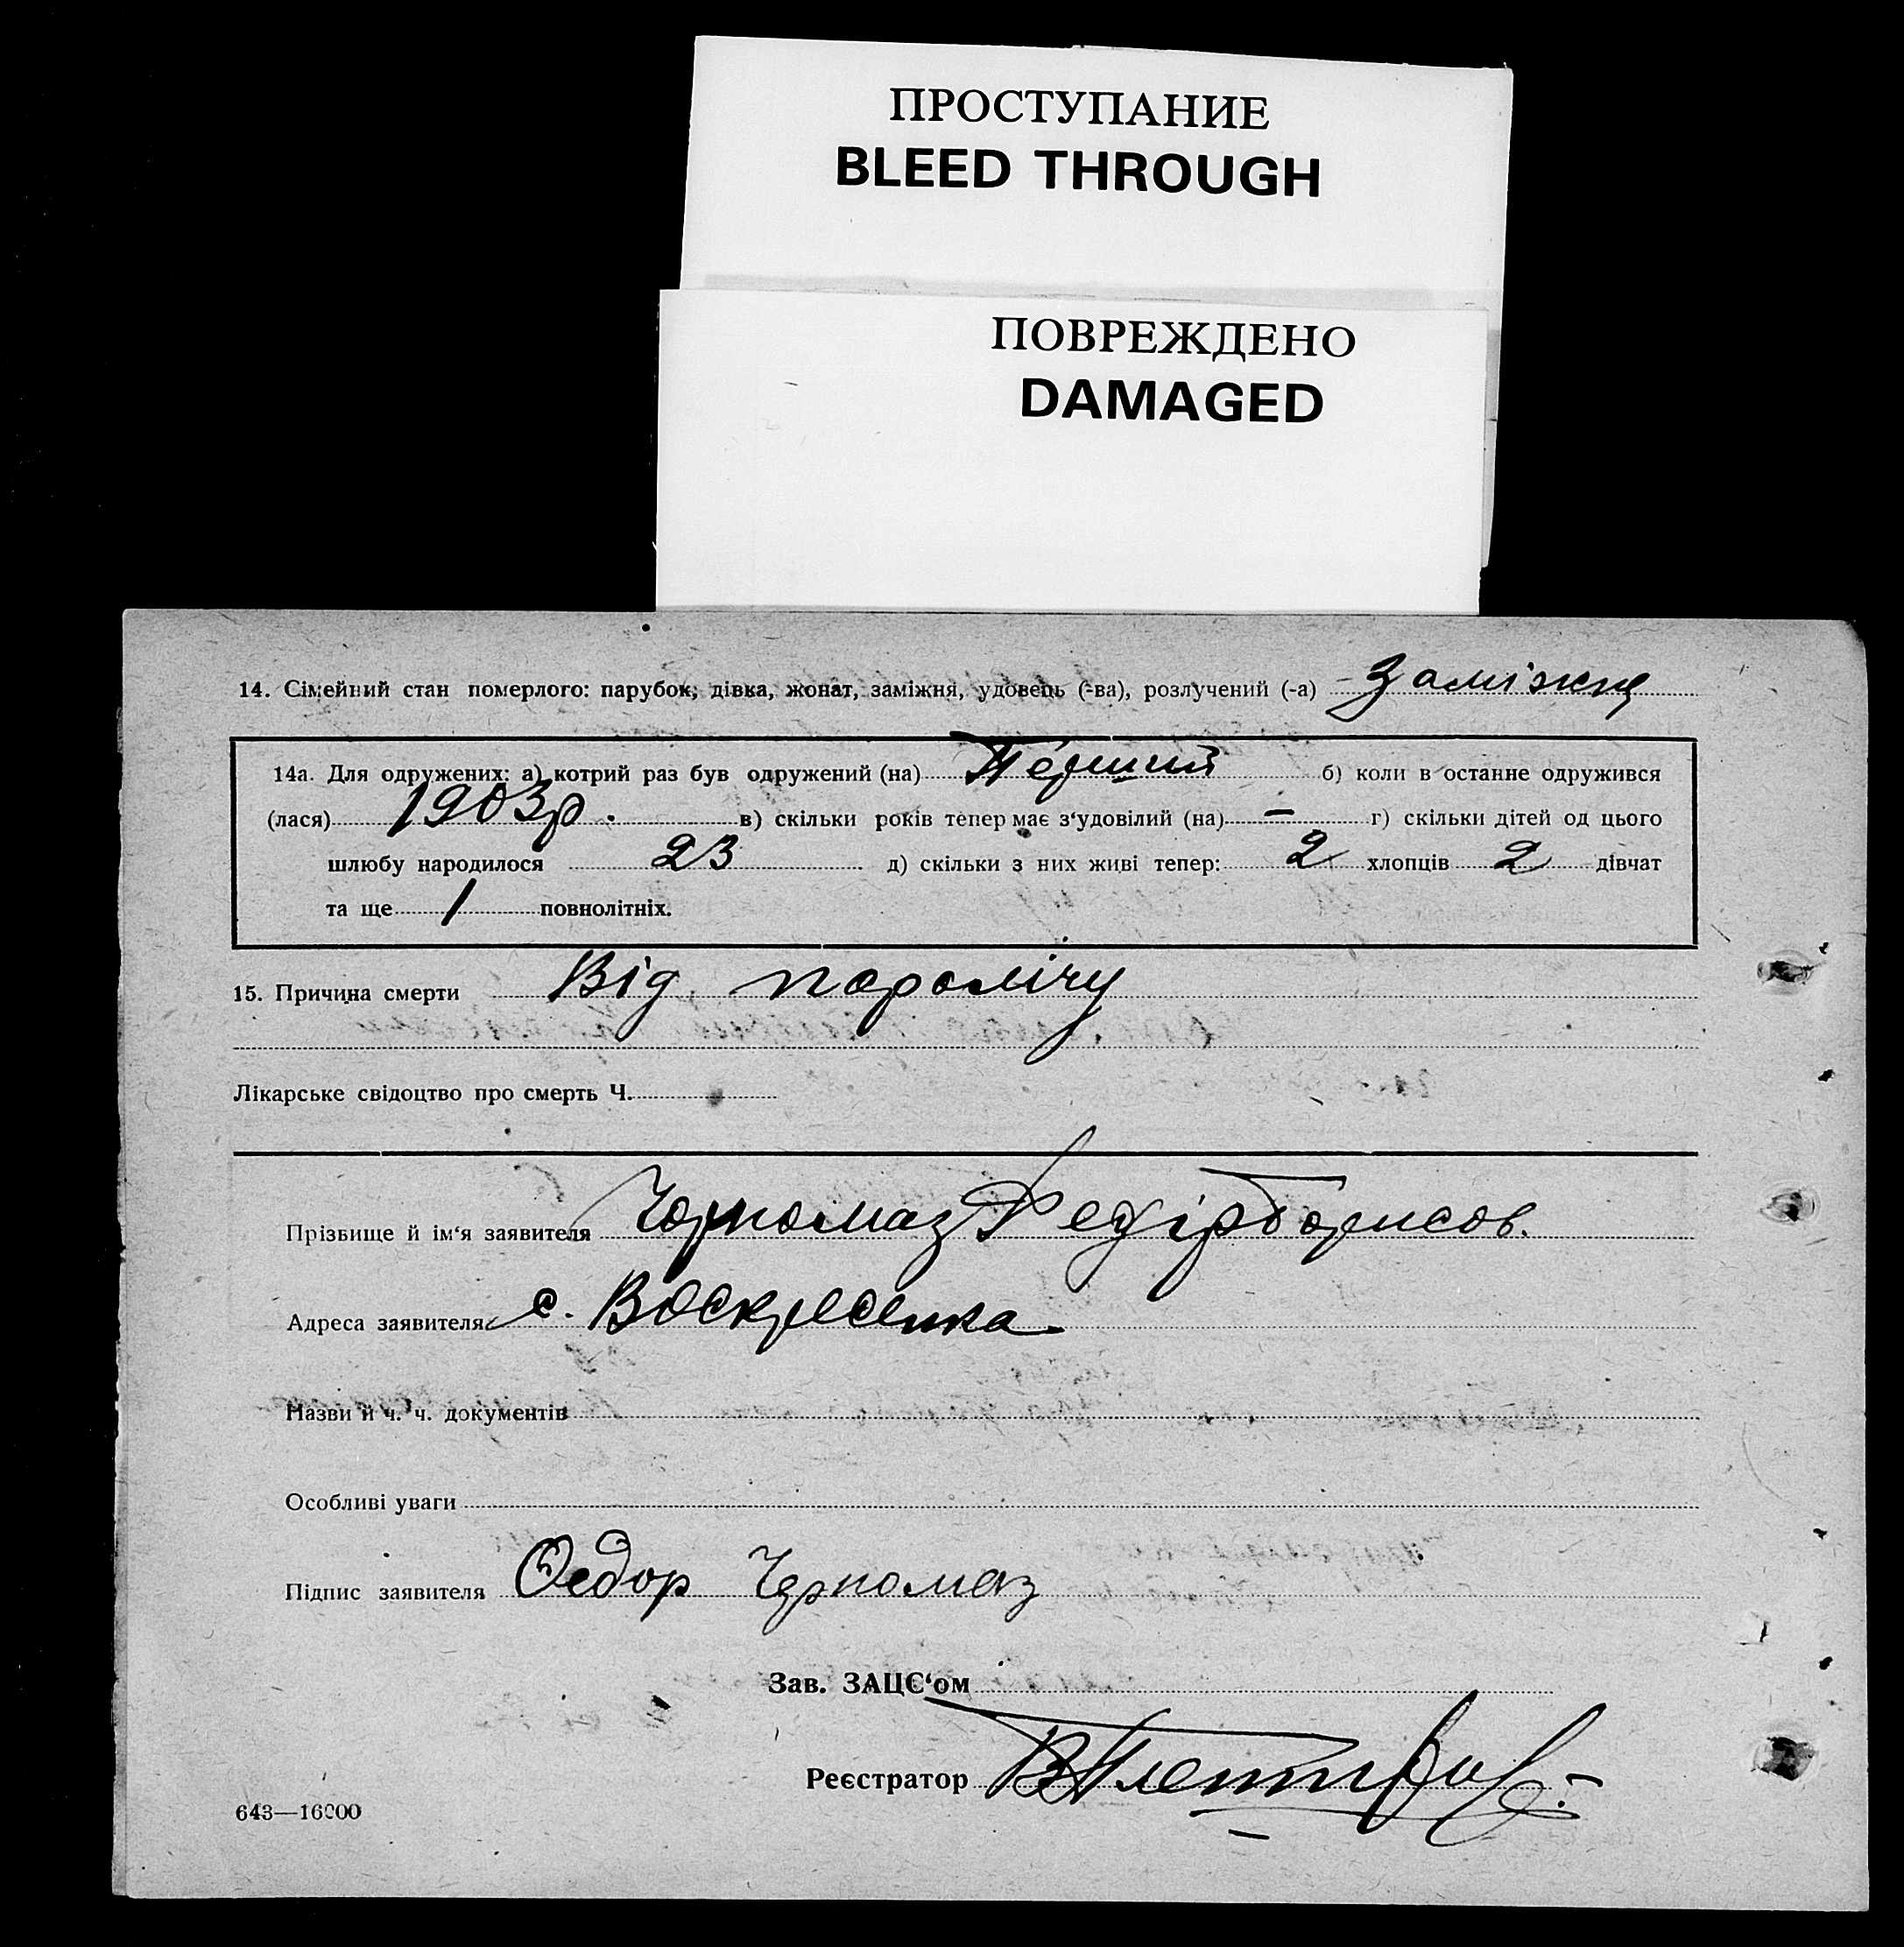 ПРОСТУПАНИЕ
BLEED THROUGH
ПОВРЕЖДЕНО
DAMAGED
14. Сімейний стан померлого: парубок, дівка, жонат, заміжня, удовець (-ва), розлучений (-а) Заміжня
14а. Для одружених: а) котрий раз був одружений (на) Перший б) коли в останнє одружився
(лася) 1903р. в) скільки років тепер має з'удовілий (на) — г) скільки дітей од цього
шлюбу народилося 23 д) скільки з них живі тепер: 2 хлопців 2 дівчат
та ще 1 повнолітніх.
15. Причина смерти Від паролічу
Лікарське свідоцтво про смерть Ч.
Прізвище й ім'я заявителя Чорномаз Федір Борисов.
Адреса заявителя с. Воскресенка
Назви й ч. ч. документів
Особливі уваги
Підпис заявителя Федор Чорномаз
Зав. ЗАЦС'ом
Реєстратор
643—16000